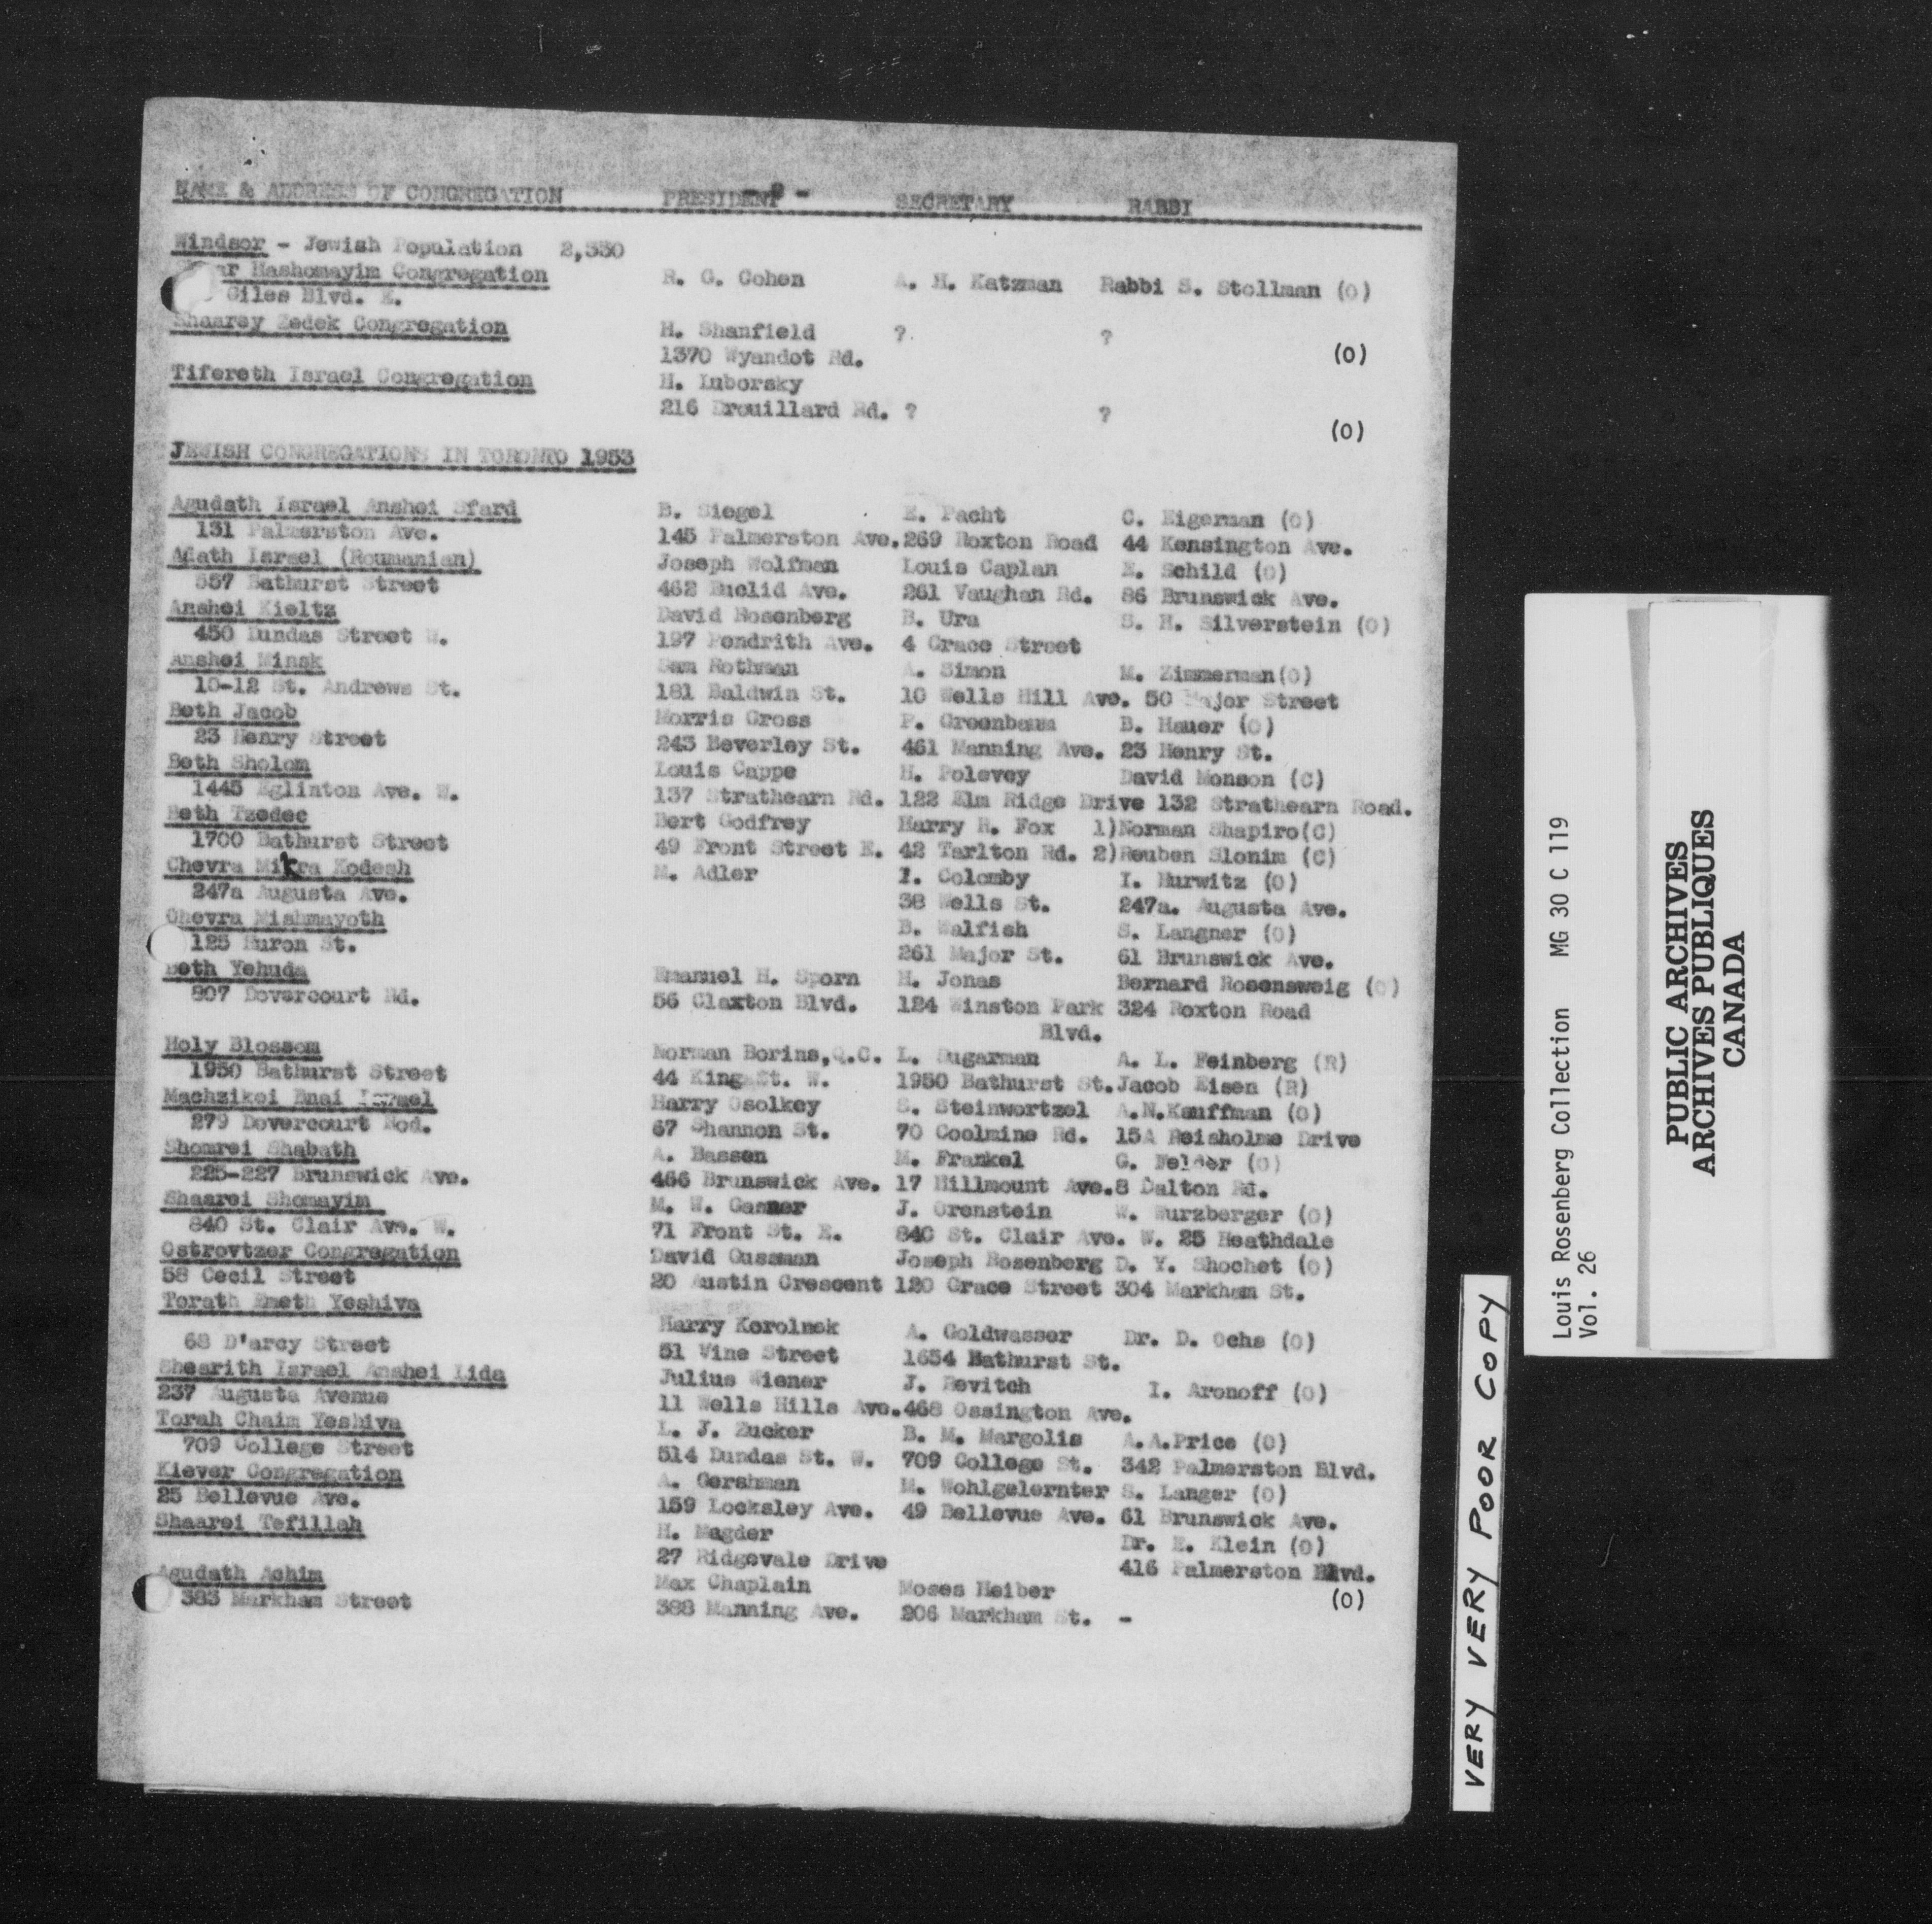 NAME & ADDRESS OF CONGREGATION PRESIDENT SECRETARY RABBI
Windsor - Jewish Population 2,350
Hashomayim Congregation R. G. Cohen A. H. Katzman Rabbi S. Stollman (O)
Giles Blvd. E.
Shaarey Zedek Congregation H. Shanfield ? ?
1370 Wyandot Rd. (O)
Tifereth Israel Congregation H. Luborsky
216 Drouillard Rd. ? ?
(O)
JEWISH CONGREGATIONS IN TORONTO 1953
Agudath Israel Anshei Sfard B. Siegel E. Pacht C. Eigerman (O)
131 Palmerston Ave. 145 Palmerston Ave. 269 Roxton Road 44 Kensington Ave.
Adath Israel (Roumanian) Joseph Wolfman Louis Caplan E. Schild (O)
557 Bathurst Street 462 Euclid Ave. 261 Vaughan Rd. 86 Brunswick Ave.
Anshei Kieltz David Rosenberg B. Urn S. H. Silverstein (O)
450 Dundas Street W. 197 Pendrith Ave. 4 Grace Street
Anshei Minsk Sam Rothman A. Simon M. Zimmerman(O)
10-12 St. Andrews St. 181 Baldwin St. 10 Wells Hill Ave. 50 Major Street
Beth Jacob Morris Gross P. Greenbaum B. Hauer (O)
23 Henry Street 243 Beverley St. 461 Manning Ave. 23 Henry St.
Beth Sholom Louis Cappe H. Polevoy David Monson (C)
1445 Eglinton Ave. W. 137 Strathearn Rd. 122 Elm Ridge Drive 132 Strathearn Road.
Beth Tzedec Bert Godfrey Harry R. Fox 1)Norman Shapiro(C)
1700 Bathurst Street 49 Front Street E. 42 Tarlton Rd. 2)Reuben Slonim (C)
Chevra Mikra Kodesh M. Adler I. Colomby I. Hurwitz (O)
247a Augusta Ave. 38 Wells St. 247a. Augusta Ave.
Chevra Mishmayoth B. Walfish S. Langner (O)
125 Huron St. 261 Major St. 61 Brunswick Ave.
Beth Yehuda Emanuel H. Sporn H. Jonas Bernard Rosensweig (O)
807 Dovercourt Rd. 56 Claxton Blvd. 124 Winston Park 324 Roxton Road
Blvd.
Holy Blossom Norman Borins,Q.C. L. Sugarman A. L. Feinberg (R)
1950 Bathurst Street 44 King St. W. 1950 Bathurst St. Jacob Eisen (R)
Machzikei Bnai Israel Harry Osolkey S. Steinwortzel A.N.Kauffman (O)
279 Dovercourt Rod. 67 Shannon St. 70 Coolmine Rd. 15A Reisholme Drive
Shomrei Shabath A. Bassen M. Frankel G. Felder (O)
225-227 Brunswick Ave. 466 Brunswick Ave. 17 Hillmount Ave. 8 Dalton Rd.
Shaarei Shomayim M. W. Gasner J. Orenstein W. Wurzberger (O)
840 St. Clair Ave. W. 71 Front St. E. 840 St. Clair Ave. W. 25 Heathdale
Ostrovtzer Congregation David Gussman Joseph Rosenberg D. Y. Shochet (O)
58 Cecil Street 20 Austin Crescent 120 Grace Street 304 Markham St.
Torath Emeth Yeshiva
Harry Korolnek A. Goldwasser Dr. D. Ochs (O)
68 D'arcy Street 51 Vine Street 1654 Bathurst St.
Shearith Israel Anshei Lida Julius Wiener J. Revitch I. Aronoff (O)
237 Augusta Avenue 11 Wells Hills Ave. 468 Ossington Ave.
Torah Chaim Yeshiva L. J. Zucker B. M. Margolis A.A.Price (O)
709 College Street 514 Dundas St. W. 709 College St. 342 Palmerston Blvd.
Kiever Congregation A. Gershman M. Wohlgelernter S. Langer (O)
25 Bellevue Ave. 159 Locksley Ave. 49 Bellevue Ave. 61 Brunswick Ave.
Shaarei Tefillah H. Magder Dr. E. Klein (O)
27 Ridgevale Drive 416 Palmerston Blvd.
Agudath Achim Max Chaplain Moses Heiber (O)
383 Markham Street 388 Manning Ave. 206 Markham St. -
VERY VERY POOR COPY
Louis Rosenberg Collection MG 30 C 119
Vol. 26
PUBLIC ARCHIVES
ARCHIVES PUBLIQUES
CANADA